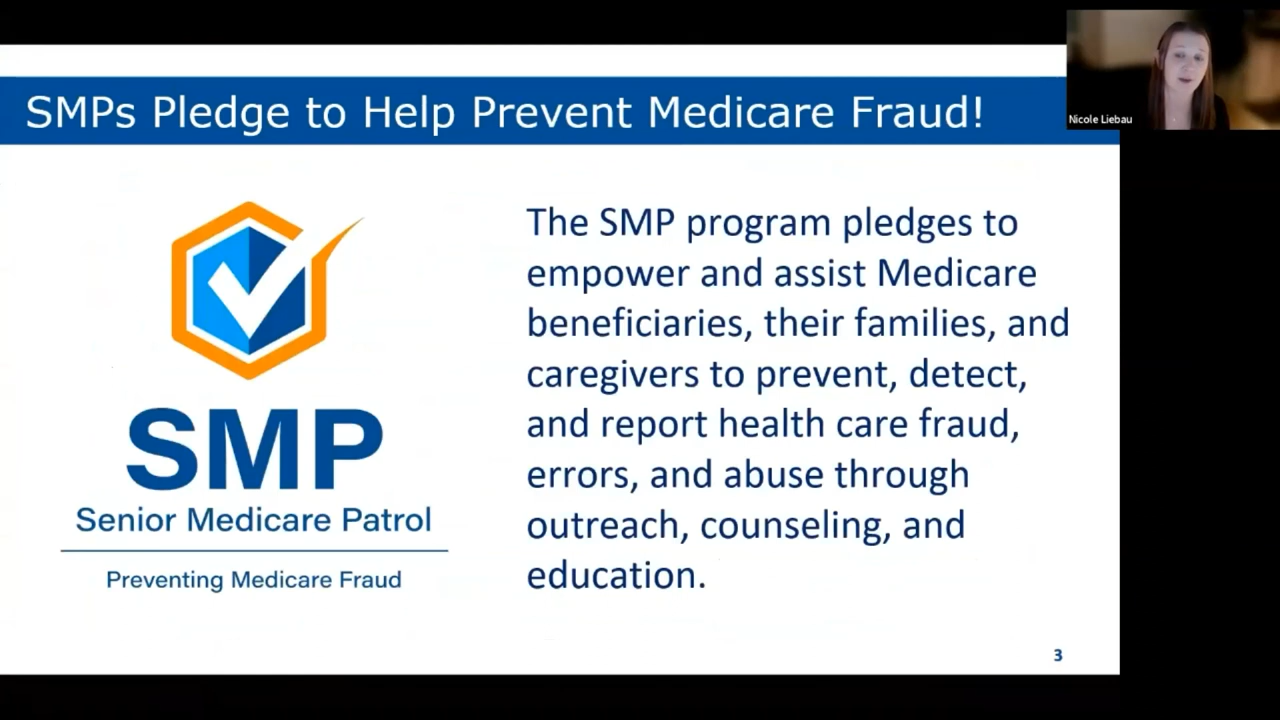 SMPs Pledge to Help Prevent Medicare Fraud!
Nicole Liebau
SMP
Senior Medicare Patrol
Preventing Medicare Fraud
The SMP program pledges to
empower and assist Medicare
beneficiaries, their families, and
caregivers to prevent, detect,
and report health care fraud,
errors, and abuse through
outreach, counseling, and
education.
3